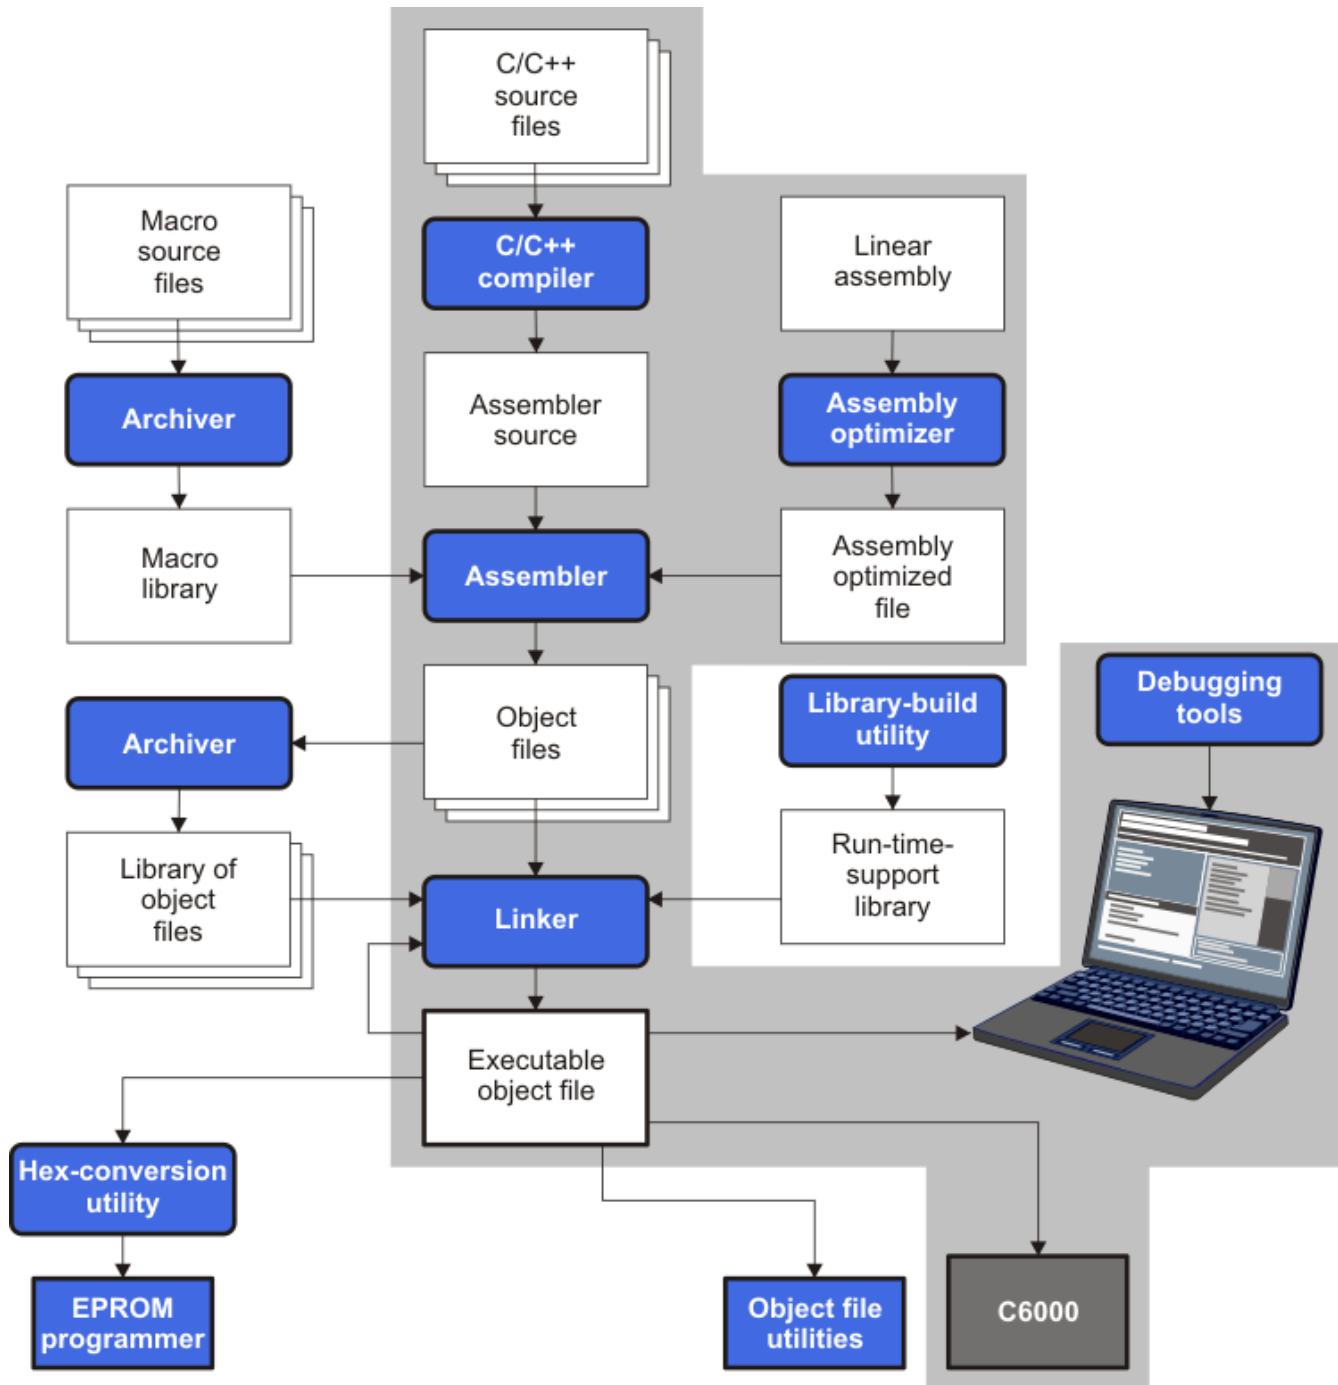 C/C++
source
files
Macro
source
files
C/C++
compiler
Linear
assembly
Archiver
Assembler
source
Assembly
optimizer
Macro
library
Assembler
Assembly
optimized
file
Archiver
Object
files
Library-build
utility
Debugging
tools
Library of
object
files
Linker
Run-time-
support
library
Executable
object file
Hex-conversion
utility
EPROM
programmer
Object file
utilities
C6000